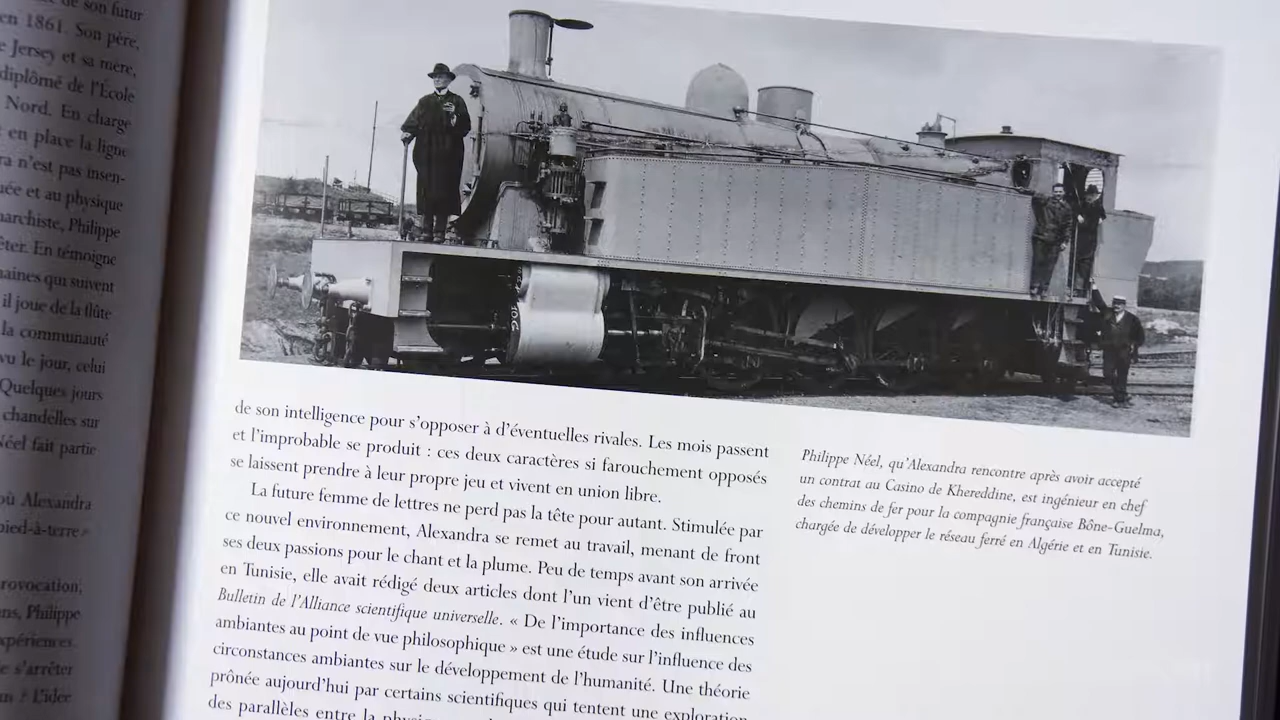 de son futur
en 1861. Son père,
Jersey et sa mère,
diplômé de l'École
Nord. En charge
en place la ligne
n'est pas insen-
et au physique
Philippe
En témoigne
qui suivent
il joue de la flûte
la communauté
vu le jour, celui
Quelques jours
chandelles sur
Néel fait partie
où Alexandra
pied-à-terre
Philippe
s'arrêter
L'idée
de son intelligence pour s'opposer à d'éventuelles rivales. Les mois passent
et l'improbable se produit : ces deux caractères si farouchement opposés
se laissent prendre à leur propre jeu et vivent en union libre.
La future femme de lettres ne perd pas la tête pour autant. Stimulée par
ce nouvel environnement, Alexandra se remet au travail, menant de front
ses deux passions pour le chant et la plume. Peu de temps avant son arrivée
en Tunisie, elle avait rédigé deux articles dont l'un vient d'être publié au
Bulletin de l'Alliance scientifique universelle. « De l'importance des influences
ambiantes au point de vue philosophique » est une étude sur l'influence des
circonstances ambiantes sur le développement de l'humanité. Une théorie
prônée aujourd'hui par certains scientifiques qui tentent une exploration
des parallèles entre la
Philippe Néel, qu'Alexandra rencontre après avoir accepté
un contrat au Casino de Khereddine, est ingénieur en chef
des chemins de fer pour la compagnie française Bône-Guelma,
chargée de développer le réseau ferré en Algérie et en Tunisie.